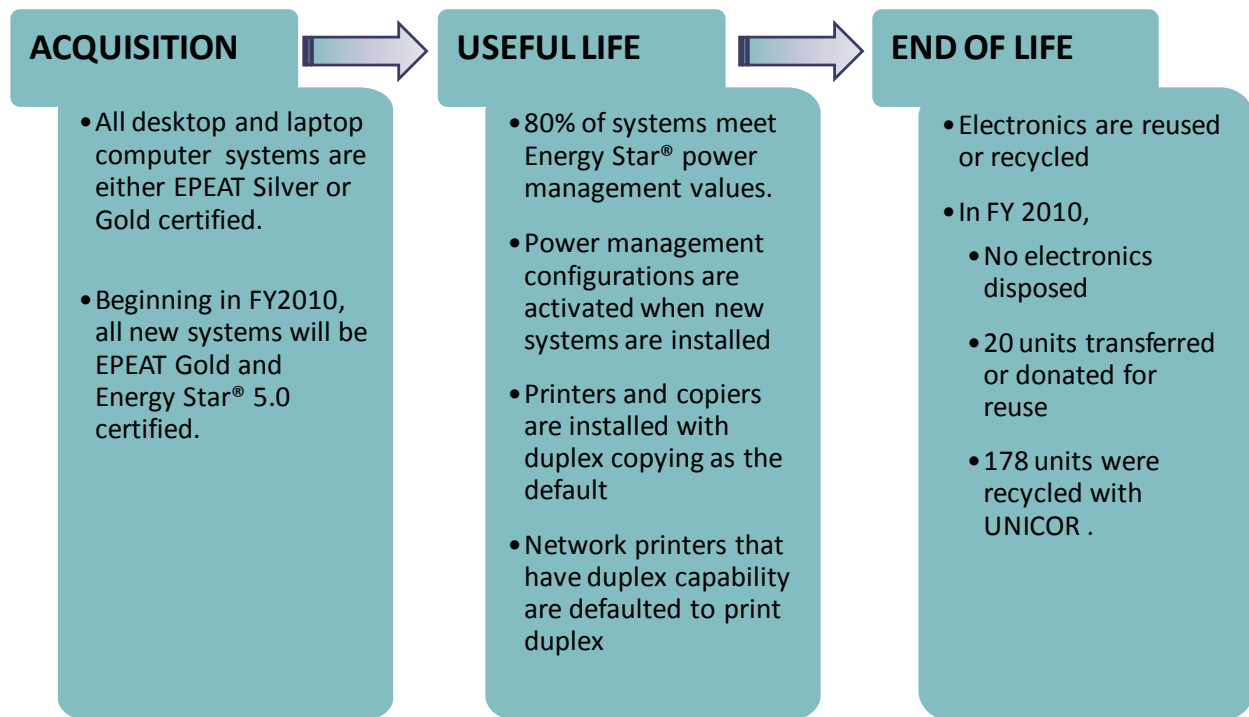 ACQUISITION
•All desktop and laptop
computer systems are
either EPEAT Silver or
Gold certified.
•Beginning in FY2010,
all new systems will be
EPEAT Gold and
Energy Star® 5.0
certified.
USEFUL LIFE
•80% of systems meet
Energy Star® power
management values.
•Power management
configurations are
activated when new
systems are installed
•Printers and copiers
are installed with
duplex copying as the
default
•Network printers that
have duplex capability
are defaulted to print
duplex
END OF LIFE
•Electronics are reused
or recycled
•In FY 2010,
•No electronics
disposed
•20 units transferred
or donated for
reuse
•178 units were
recycled with
UNICOR .